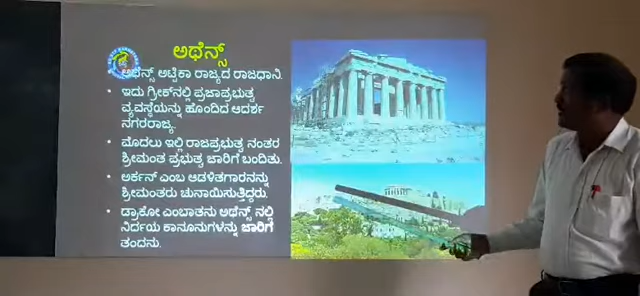 ಅಥೆನ್ಸ್
ಅಥೆನ್ಸ್ ಅಟ್ಟಿಕಾ ರಾಜ್ಯದ ರಾಜಧಾನಿ.
• ಇದು ಗ್ರೀಕ್‌ನಲ್ಲಿ ಪ್ರಜಾಪ್ರಭುತ್ವ
ವ್ಯವಸ್ಥೆಯನ್ನು ಹೊಂದಿದ ಆದರ್ಶ
ನಗರರಾಜ್ಯ.
• ಮೊದಲು ಇಲ್ಲಿ ರಾಜಪ್ರಭುತ್ವ ನಂತರ
ಶ್ರೀಮಂತ ಪ್ರಭುತ್ವ ಜಾರಿಗೆ ಬಂದಿತು.
• ಅರ್ಕನ್ ಎಂಬ ಆಡಳಿತಗಾರನನ್ನು
ಶ್ರೀಮಂತರು ಚುನಾಯಿಸುತ್ತಿದ್ದರು.
• ಡ್ರಾಕೋ ಎಂಬಾತನು ಅಥೆನ್ಸ್ ನಲ್ಲಿ
ನಿರ್ದಯ ಕಾನೂನುಗಳನ್ನು ಜಾರಿಗೆ
ತಂದನು.